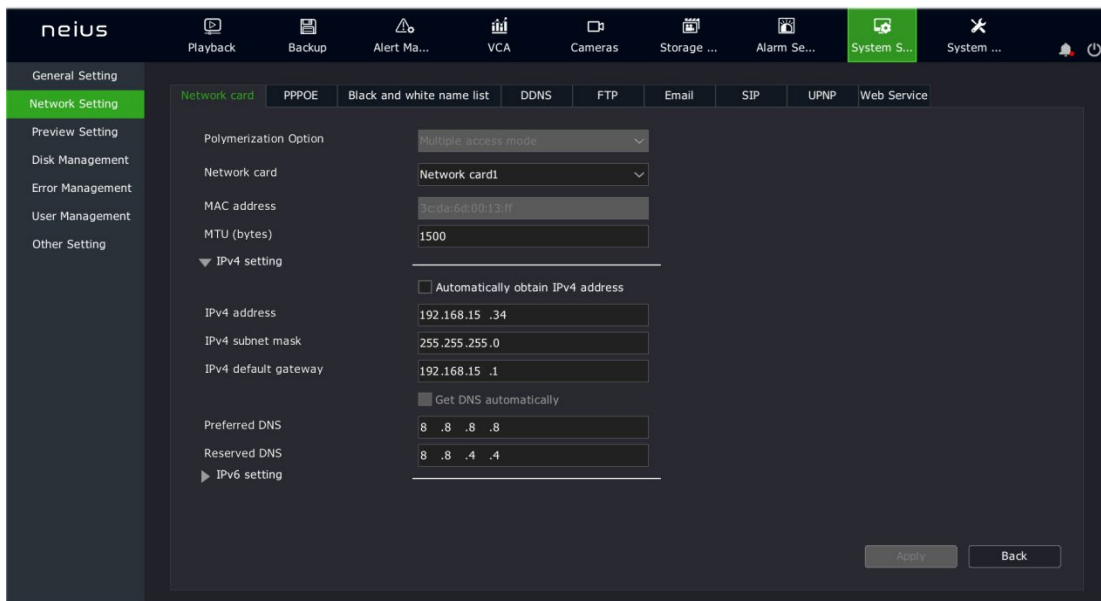 neius
Playback Backup Alert Ma... VCA Cameras Storage ... Alarm Se... System S... System ...
General Setting
Network Setting
Preview Setting
Disk Management
Error Management
User Management
Other Setting
Network card PPPOE Black and white name list DDNS FTP Email SIP UPNP Web Service
Polymerization Option Multiple access mode
Network card Network card1
MAC address 3c:da:6d:00:13:ff
MTU (bytes) 1500
IPv4 setting
Automatically obtain IPv4 address
IPv4 address 192.168.15 .34
IPv4 subnet mask 255.255.255.0
IPv4 default gateway 192.168.15 .1
Get DNS automatically
Preferred DNS 8 .8 .8 .8
Reserved DNS 8 .8 .4 .4
IPv6 setting
Apply Back